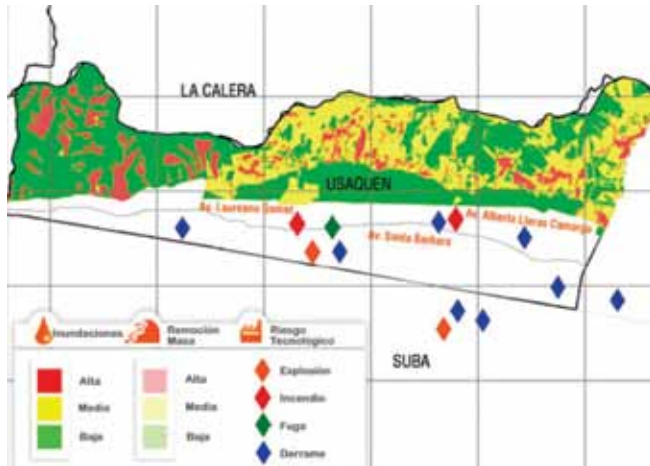 LA CALERA
USAQUEN
Av. Laureano Gomez
Av. Alberto Lleras Camargo
Av. Santa Barbara
SUBA
Inundaciones
Alta
Media
Baja
Remoción Masa
Alta
Media
Baja
Riesgo Tecnológico
Explosión
Incendio
Fuga
Derrame